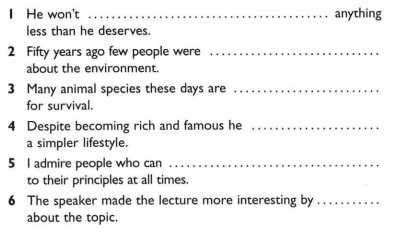 1 He won't ........................................ anything
less than he deserves.
2 Fifty years ago few people were ............................
about the environment.
3 Many animal species these days are ........................
for survival.
4 Despite becoming rich and famous he .....................
a simpler lifestyle.
5 I admire people who can ...................................
to their principles at all times.
6 The speaker made the lecture more interesting by ...........
about the topic.